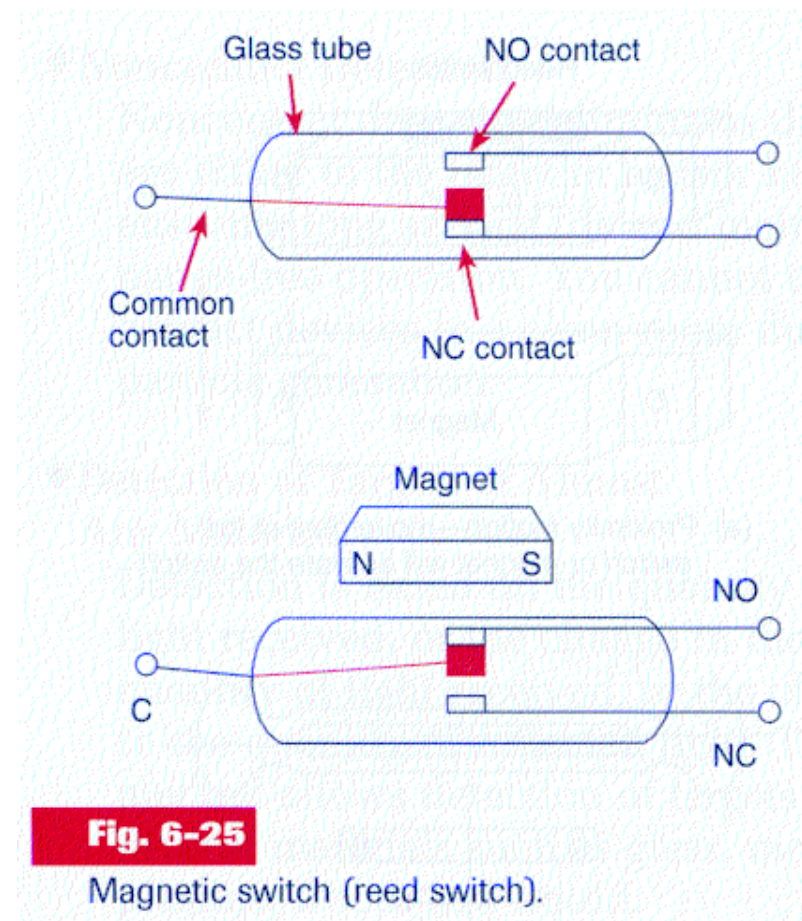 Glass tube
NO contact
Common
contact
NC contact
Magnet
N
S
NO
C
NC
Fig. 6-25
Magnetic switch (reed switch).